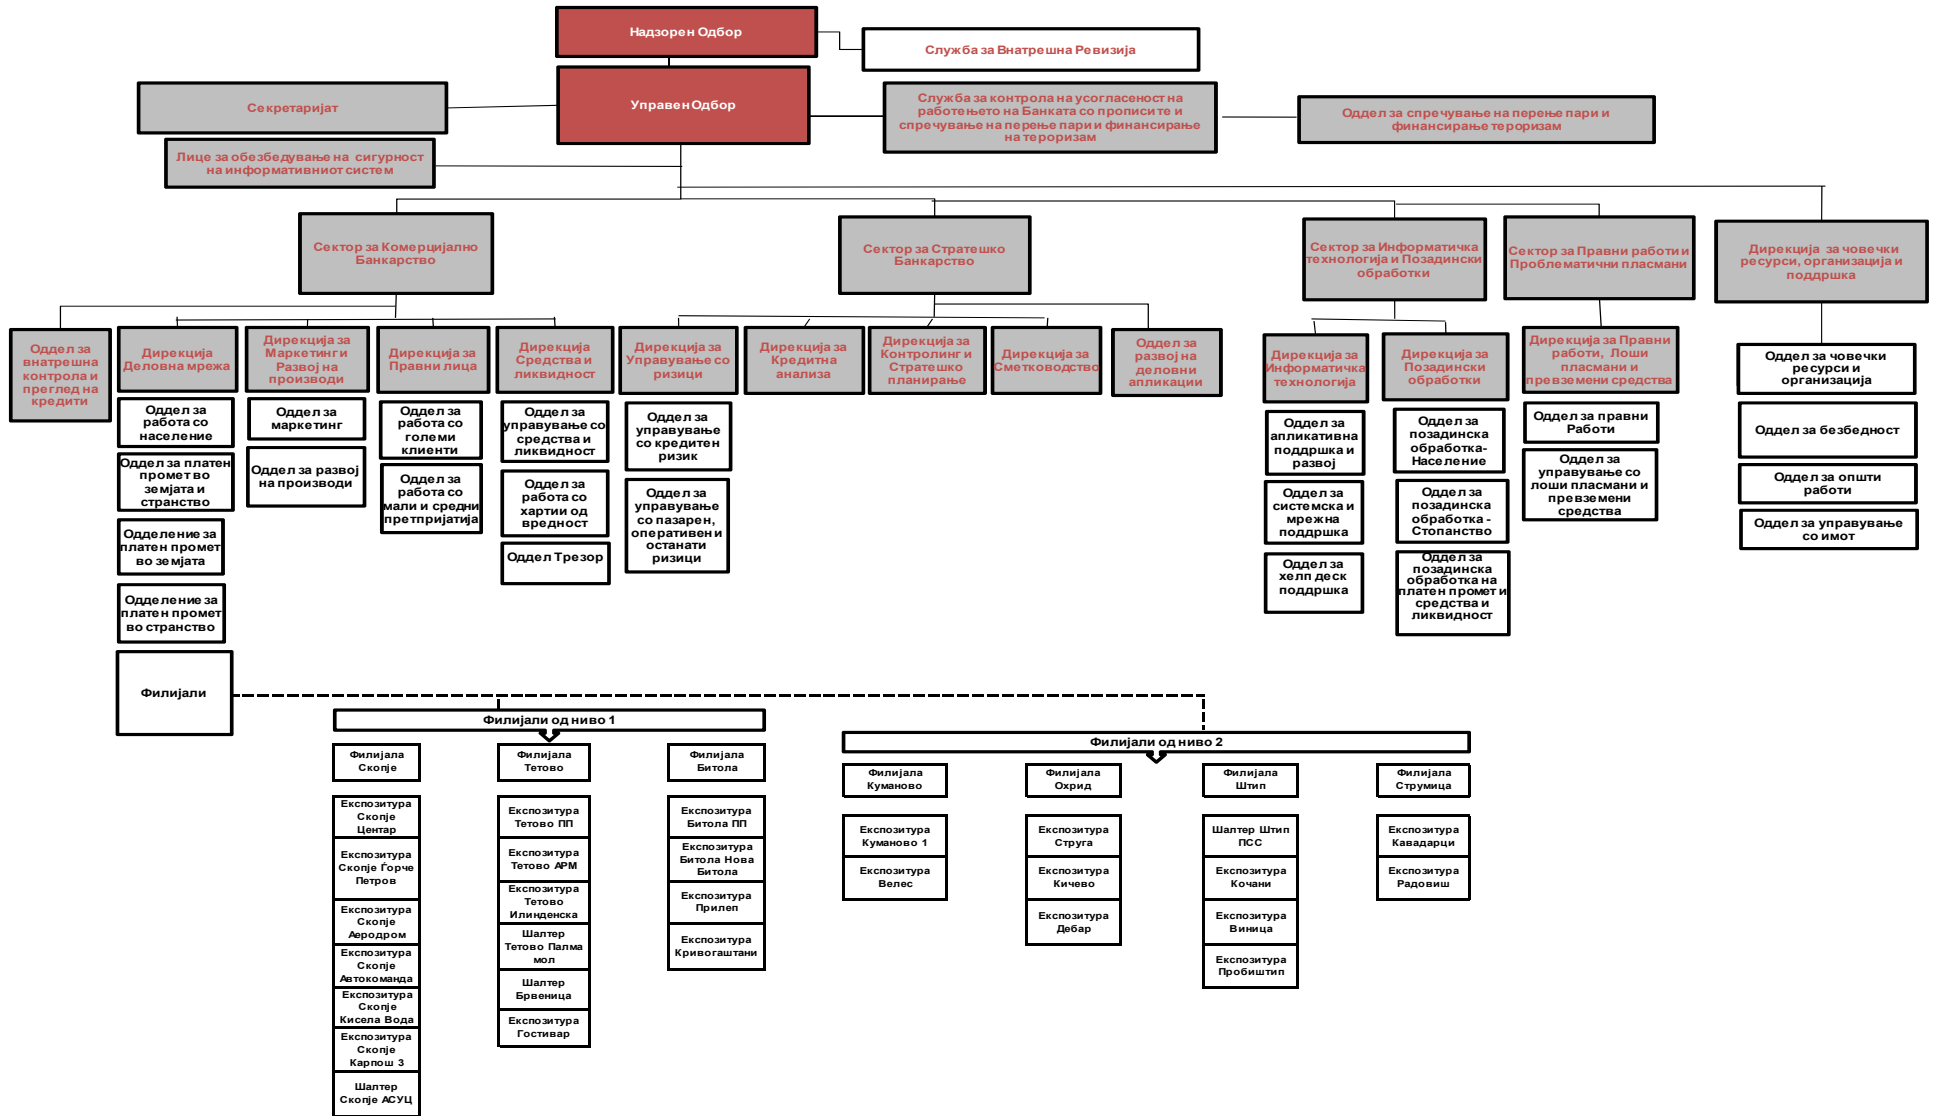 Надзорен Одбор
Служба за Внатрешна Ревизија
Управен Одбор
Секретаријат
Служба за контрола на усогласеност на
работењето на Банката со прописите и
спречување на перење пари и финансирање
на тероризам
Оддел за спречување на перење пари и
финансирање тероризам
Лице за обезбедување на сигурност
на информативниот систем
Сектор за Комерцијално
Банкарство
Сектор за Стратешко
Банкарство
Сектор за Информатичка
технологија и Позадински
обработки
Сектор за Правни работи и
Проблематични пласмани
Дирекција за човечки
ресурси, организација и
поддршка
Оддел за
внатрешна
контрола и
преглед на
кредити
Дирекција
Деловна мрежа
Дирекција за
Маркетинг и
Развој на
производи
Дирекција за
Правни лица
Дирекција
Средства и
ликвидност
Дирекција за
Управување со
ризици
Дирекција за
Кредитна
анализа
Дирекција за
Контролинг и
Стратешко
планирање
Дирекција за
Сметководство
Оддел за
развој на
деловни
апликации
Дирекција за
Информатичка
технологија
Дирекција за
Позадински
обработки
Дирекција за Правни
работи, Лоши
пласмани и
превземени средства
Оддел за човечки
ресурси и
организација
Оддел за безбедност
Оддел за општи
работи
Оддел за управување
со имот
Оддел за
работа со
население
Оддел за платен
промет во
земјата и
странство
Одделение за
платен промет
во земјата
Одделение за
платен промет
во странство
Филијали
Оддел за
маркетинг
Оддел за развој
на производи
Оддел за
работа со
големи
клиенти
Оддел за
работа со
мали и средни
претпријатија
Оддел за
управување со
средства и
ликвидност
Оддел за
работа со
хартии од
вредност
Оддел Трезор
Оддел за
управување
со кредитен
ризик
Оддел за
управување
со пазарен,
оперативен и
останати
ризици
Оддел за
апликативна
поддршка и
развој
Оддел за
системска и
мрежна
поддршка
Оддел за
хелп деск
поддршка
Оддел за
позадинска
обработка-
Население
Оддел за
позадинска
обработка -
Стопанство
Оддел за
позадинска
обработка на
платен промет и
средства и
ликвидност
Оддел за правни
Работи
Оддел за
управување со
лоши пласмани и
превземени
средства
Филијали од ниво 1
Филијала
Скопје
Експозитура
Скопје
Центар
Експозитура
Скопје Ѓорче
Петров
Експозитура
Скопје
Аеродром
Експозитура
Скопје
Автокоманда
Експозитура
Скопје
Кисела Вода
Експозитура
Скопје
Карпош 3
Шалтер
Скопје АСУЦ
Филијала
Тетово
Експозитура
Тетово ПП
Експозитура
Тетово АРМ
Експозитура
Тетово
Илинденска
Шалтер
Тетово Палма
мол
Шалтер
Брвеница
Експозитура
Гостивар
Филијала
Битола
Експозитура
Битола ПП
Експозитура
Битола Нова
Битола
Експозитура
Прилеп
Експозитура
Кривогаштани
Филијали од ниво 2
Филијала
Куманово
Експозитура
Куманово 1
Експозитура
Велес
Филијала
Охрид
Експозитура
Струга
Експозитура
Кичево
Експозитура
Дебар
Филијала
Штип
Шалтер Штип
ПСС
Експозитура
Кочани
Експозитура
Виница
Експозитура
Пробиштип
Филијала
Струмица
Експозитура
Кавадарци
Експозитура
Радовиш